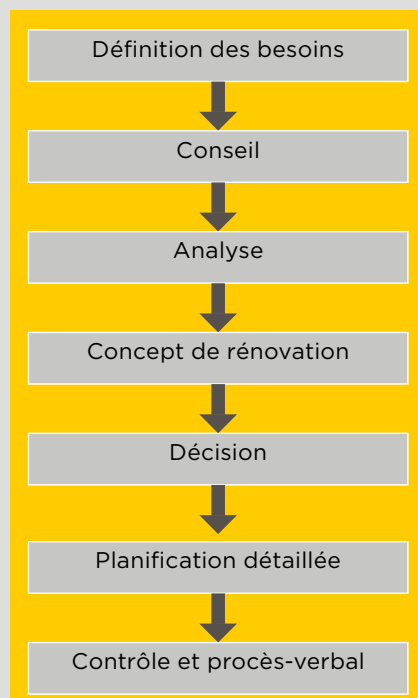 Définition des besoins
Conseil
Analyse
Concept de rénovation
Décision
Planification détaillée
Contrôle et procès-verbal